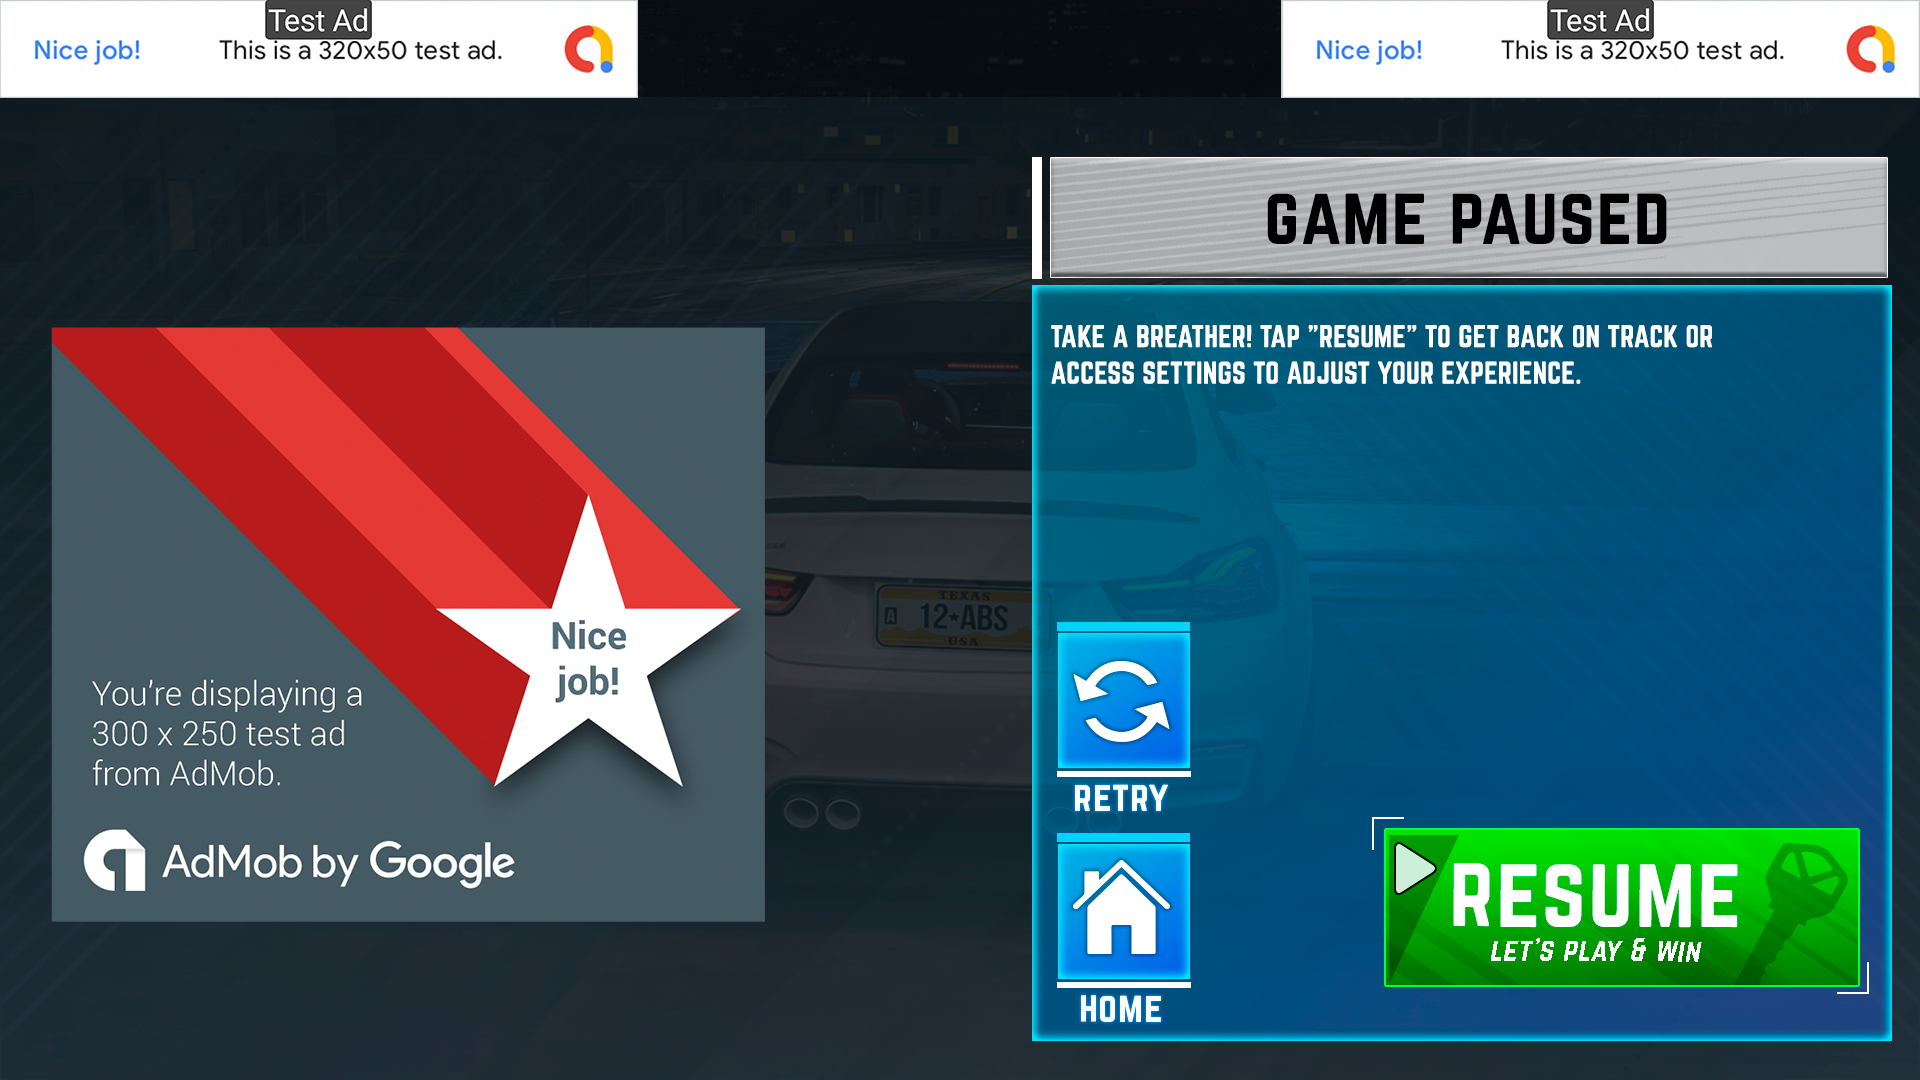 Test Ad
Nice job!
This is a 320x50 test ad.
Test Ad
Nice job!
This is a 320x50 test ad.
GAME PAUSED
TAKE A BREATHER! TAP "RESUME" TO GET BACK ON TRACK OR
ACCESS SETTINGS TO ADJUST YOUR EXPERIENCE.
Nice
job!
You're displaying a
300 x 250 test ad
from AdMob.
AdMob by Google
TEXAS
A 12★ABS
USA
RETRY
HOME
RESUME
LET'S PLAY & WIN